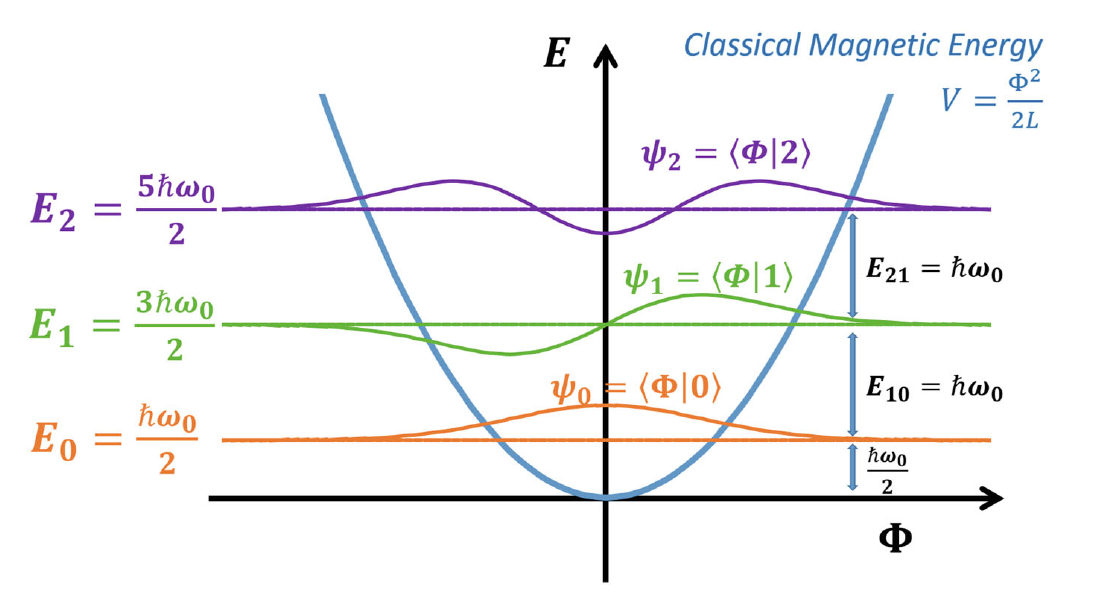 E
Classical Magnetic Energy
V = Φ²/2L
ψ₂ = ⟨Φ|2⟩
E₂ = 5ℏω₀/2
E₂₁ = ℏω₀
ψ₁ = ⟨Φ|1⟩
E₁ = 3ℏω₀/2
E₁₀ = ℏω₀
ψ₀ = ⟨Φ|0⟩
E₀ = ℏω₀/2
ℏω₀/2
Φ